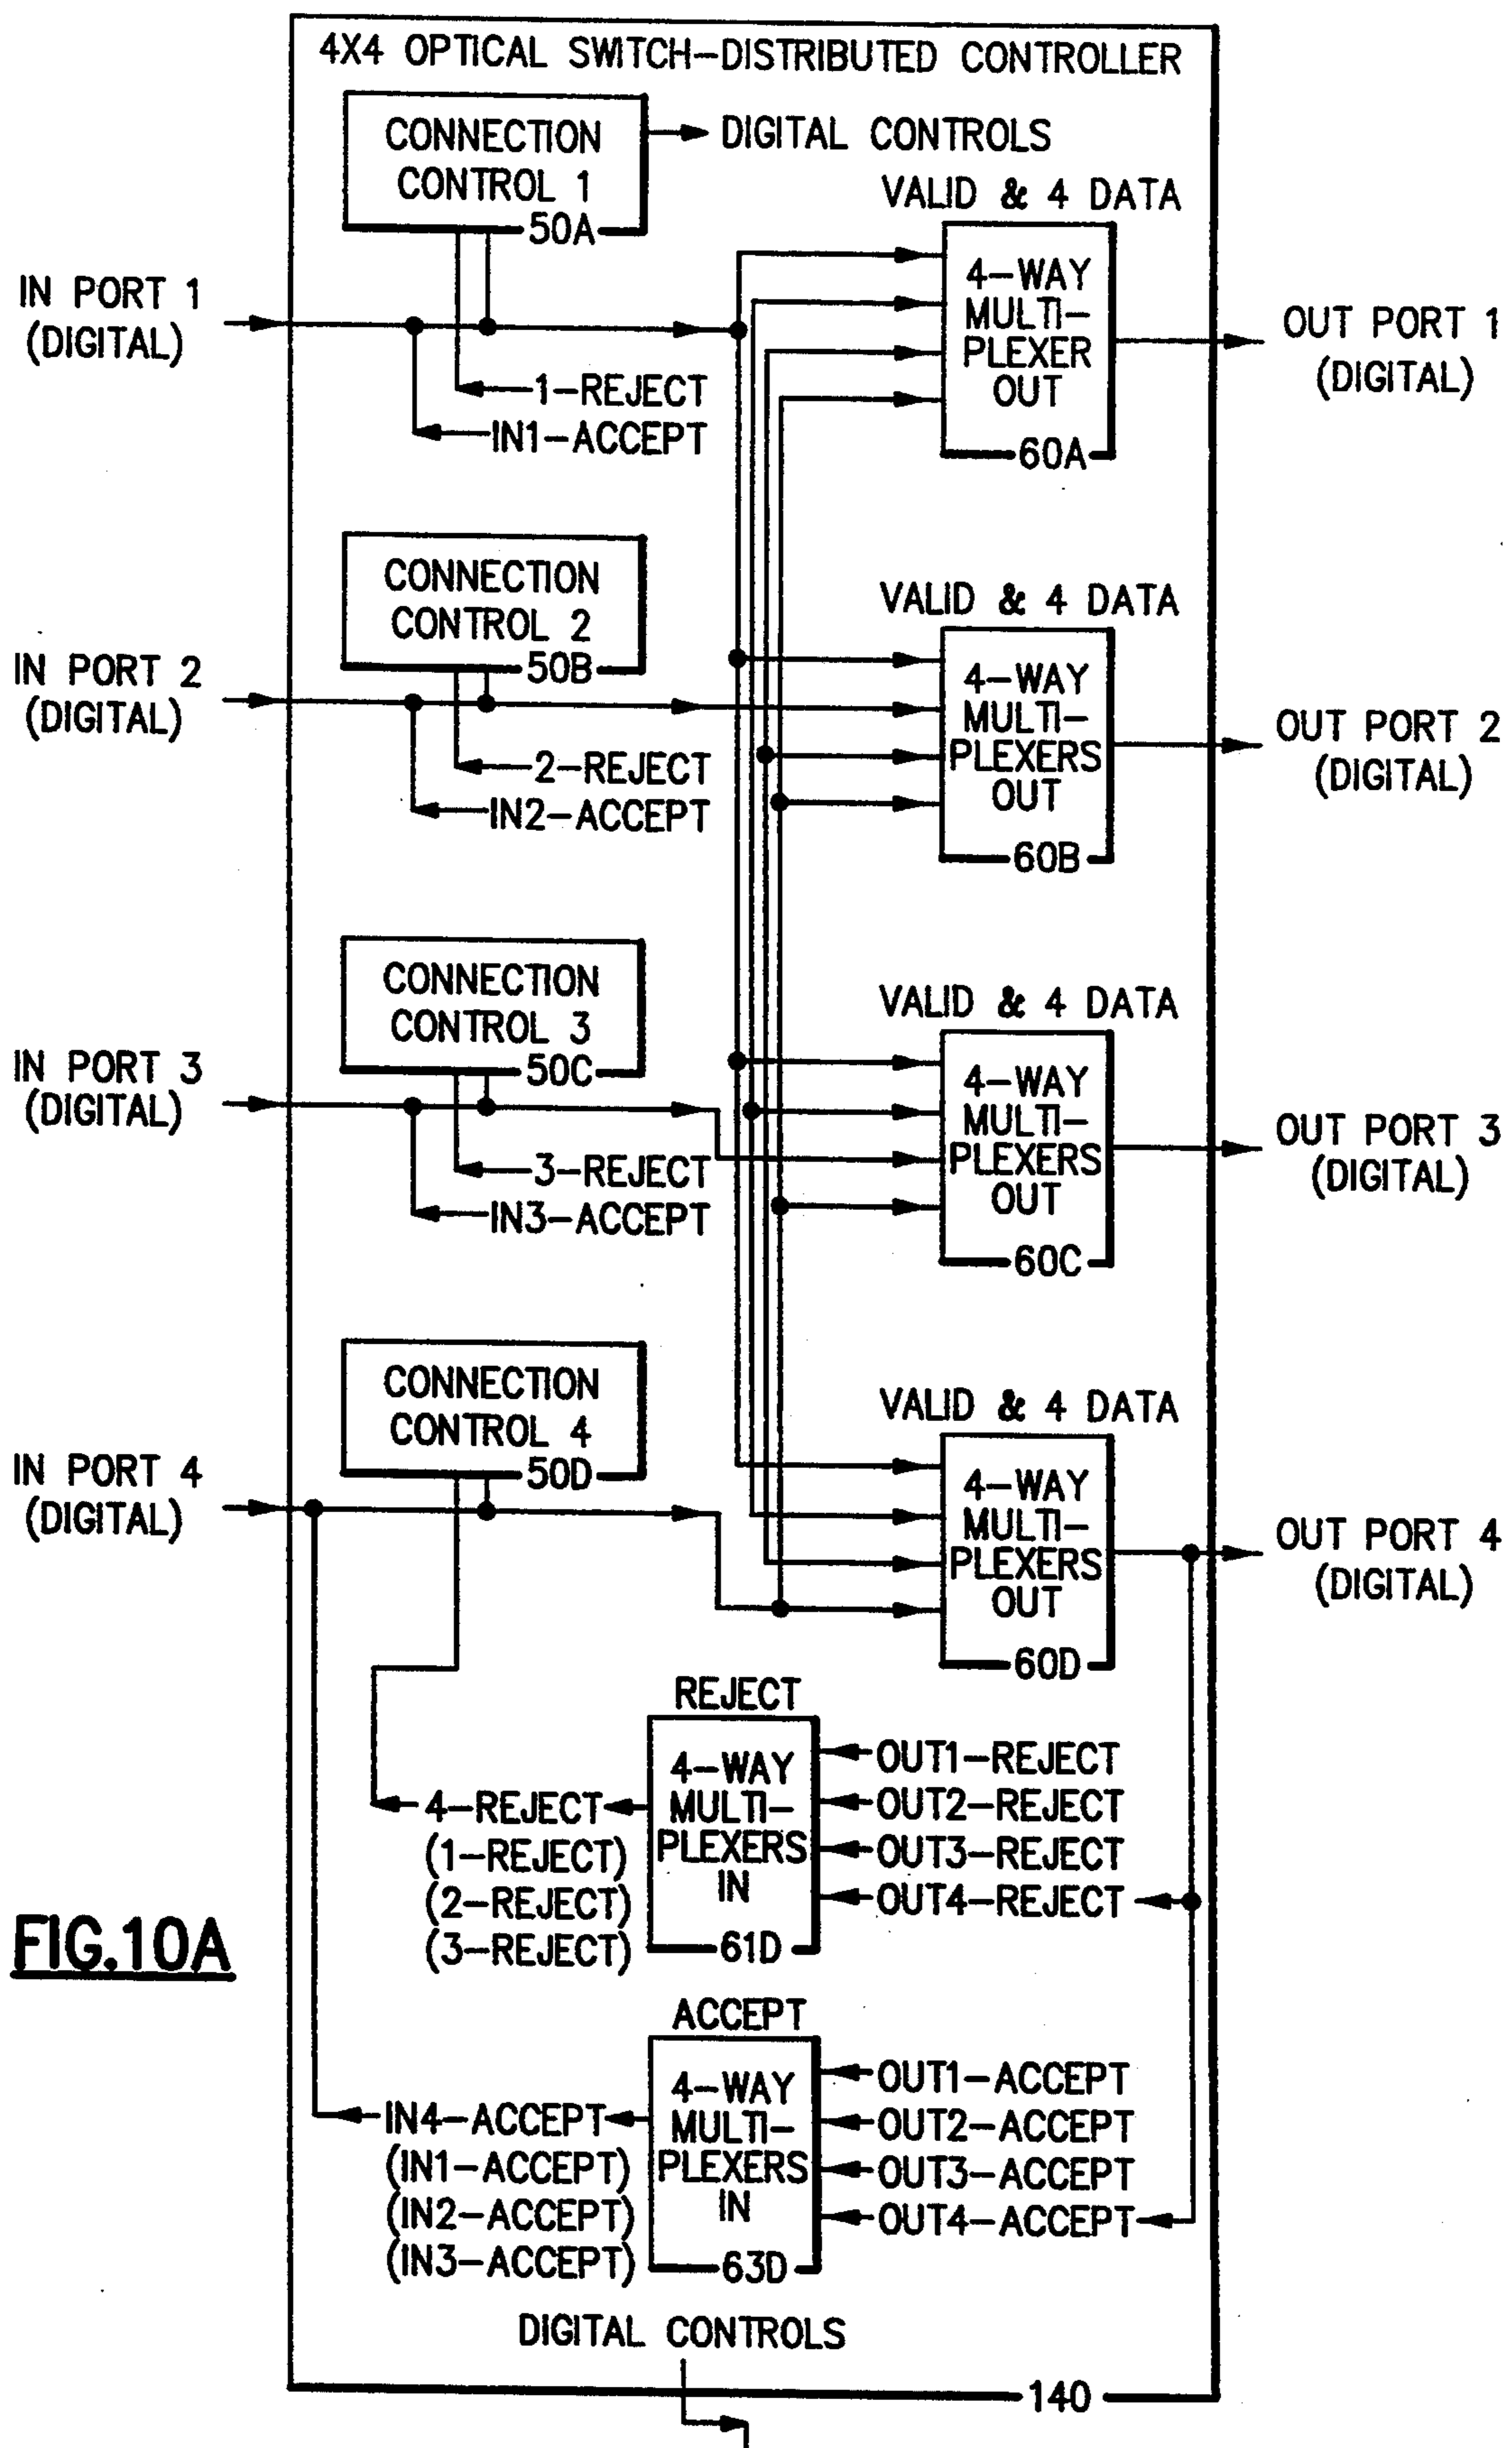 4X4 OPTICAL SWITCH-DISTRIBUTED CONTROLLER
CONNECTION
CONTROL 1
50A
DIGITAL CONTROLS
VALID & 4 DATA
4-WAY
MULTI-
PLEXER
OUT
60A
IN PORT 1
(DIGITAL)
1-REJECT
IN1-ACCEPT
OUT PORT 1
(DIGITAL)
CONNECTION
CONTROL 2
50B
VALID & 4 DATA
4-WAY
MULTI-
PLEXERS
OUT
60B
IN PORT 2
(DIGITAL)
2-REJECT
IN2-ACCEPT
OUT PORT 2
(DIGITAL)
CONNECTION
CONTROL 3
50C
VALID & 4 DATA
4-WAY
MULTI-
PLEXERS
OUT
60C
IN PORT 3
(DIGITAL)
3-REJECT
IN3-ACCEPT
OUT PORT 3
(DIGITAL)
CONNECTION
CONTROL 4
50D
VALID & 4 DATA
4-WAY
MULTI-
PLEXERS
OUT
60D
IN PORT 4
(DIGITAL)
OUT PORT 4
(DIGITAL)
REJECT
4-WAY
MULTI-
PLEXERS
IN
61D
OUT1-REJECT
OUT2-REJECT
OUT3-REJECT
OUT4-REJECT
4-REJECT
(1-REJECT)
(2-REJECT)
(3-REJECT)
FIG.10A
ACCEPT
4-WAY
MULTI-
PLEXERS
IN
63D
OUT1-ACCEPT
OUT2-ACCEPT
OUT3-ACCEPT
OUT4-ACCEPT
IN4-ACCEPT
(IN1-ACCEPT)
(IN2-ACCEPT)
(IN3-ACCEPT)
DIGITAL CONTROLS
140